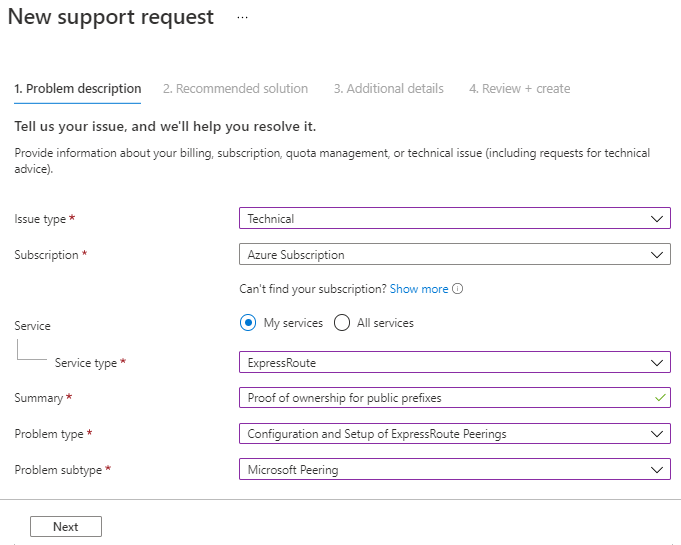 New support request ...
1. Problem description 2. Recommended solution 3. Additional details 4. Review + create
Tell us your issue, and we'll help you resolve it.
Provide information about your billing, subscription, quota management, or technical issue (including requests for technical
advice).
Issue type * Technical
Subscription * Azure Subscription
Can't find your subscription? Show more
Service My services All services
Service type * ExpressRoute
Summary * Proof of ownership for public prefixes
Problem type * Configuration and Setup of ExpressRoute Peerings
Problem subtype * Microsoft Peering
Next